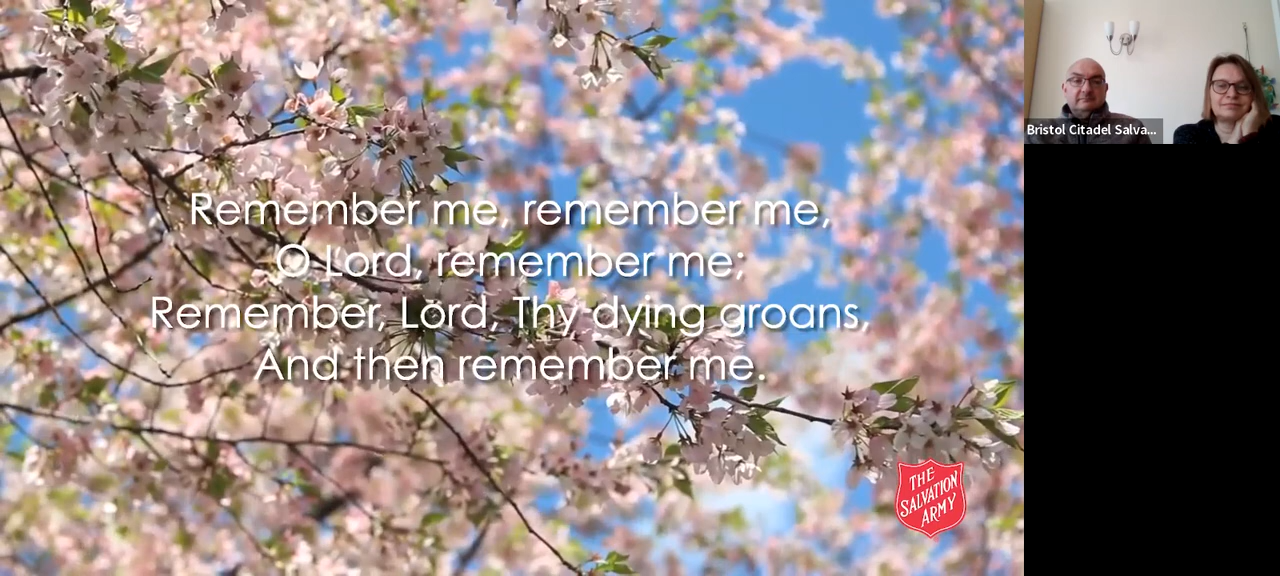 Remember me, remember me,
O Lord, remember me;
Remember, Lord, Thy dying groans,
And then remember me.
THE
SALVATION
ARMY
Bristol Citadel Salva...